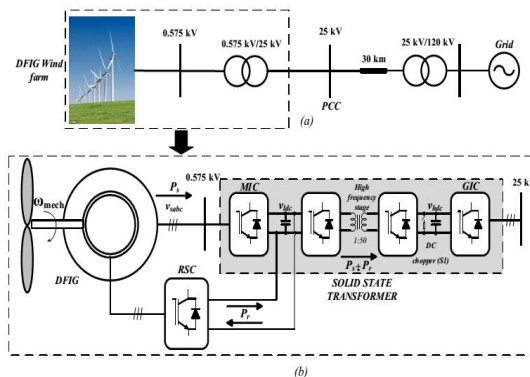 0.575 kV
0.575 kV/25 kV
25 kV
25 kV/120 kV
Grid
DFIG Wind
farm
30 km
PCC
(a)
0.575 kV
25 k
SOLID STATE
TRANSFORMER
MIC
High
frequency
stage
GIC
ωmech
Ps
vsabc
vldc
vhdc
1:50
DC
chopper (S1)
DFIG
RSC
Ps ± Pr
Pr
(b)